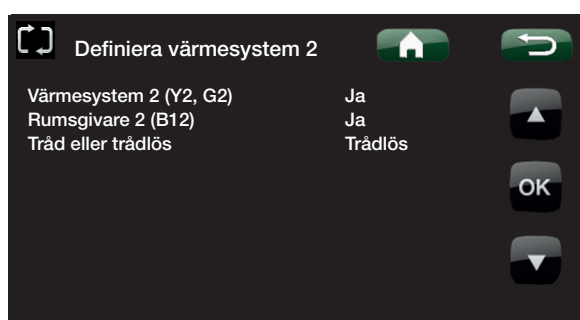 Definiera värmesystem 2
Värmesystem 2 (Y2, G2) Ja
Rumsgivare 2 (B12) Ja
Tråd eller trådlös Trådlös
OK